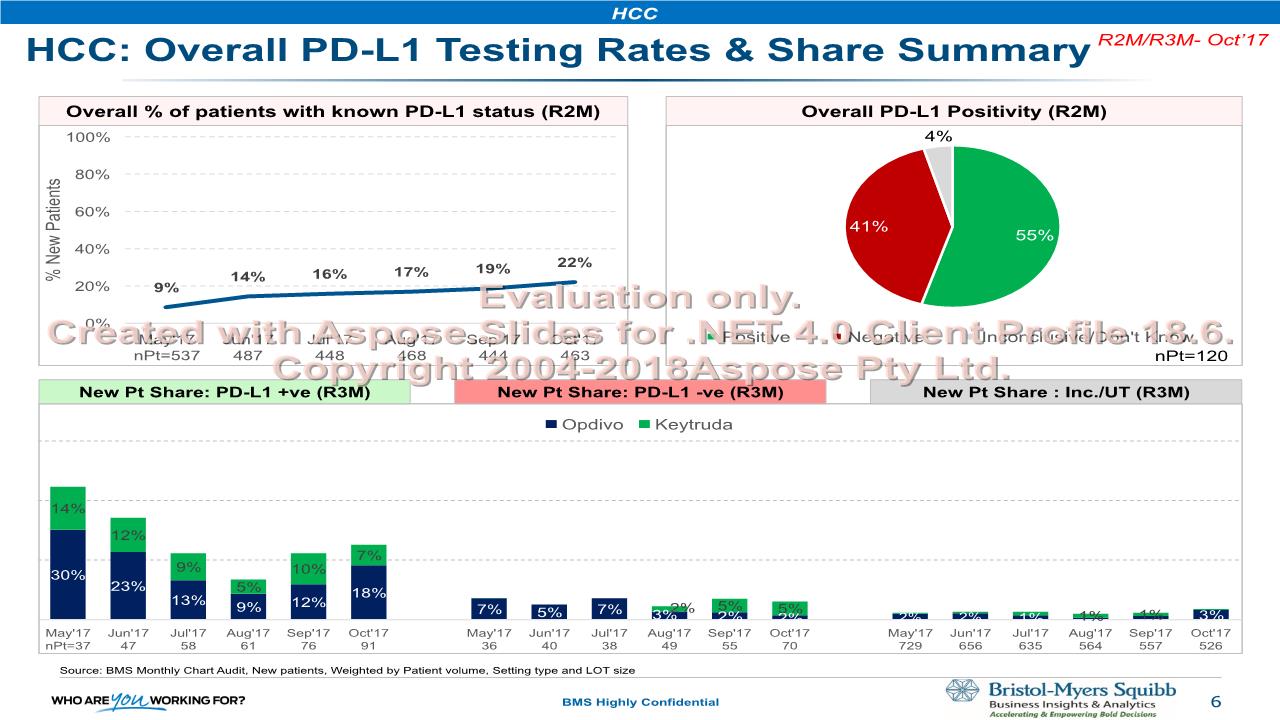 HCC
HCC: Overall PD-L1 Testing Rates & Share Summary
R2M/R3M- Oct'17
Overall % of patients with known PD-L1 status (R2M)
100%
80%
60%
40%
20%
0%
% New Patients
9%
14%
16%
17%
19%
22%
May'17 Jun'17 Jul'17 Aug'17 Sep'17 Oct'17
nPt=537 487 448 468 444 463
Overall PD-L1 Positivity (R2M)
4%
41%
55%
Positive Negative Inconclusive/Don't Know
nPt=120
Evaluation only.
Created with Aspose.Slides for .NET 4.0 Client Profile 18.6.
Copyright 2004-2018Aspose Pty Ltd.
New Pt Share: PD-L1 +ve (R3M)
New Pt Share: PD-L1 -ve (R3M)
New Pt Share : Inc./UT (R3M)
Opdivo Keytruda
14% 12% 9% 5% 10% 7%
30% 23% 13% 9% 12% 18%
May'17 Jun'17 Jul'17 Aug'17 Sep'17 Oct'17
nPt=37 47 58 61 76 91
2% 5% 5%
7% 5% 7% 3% 2% 2%
May'17 Jun'17 Jul'17 Aug'17 Sep'17 Oct'17
36 40 38 49 55 70
1% 1%
2% 2% 1% 3%
May'17 Jun'17 Jul'17 Aug'17 Sep'17 Oct'17
729 656 635 564 557 526
Source: BMS Monthly Chart Audit, New patients, Weighted by Patient volume, Setting type and LOT size
WHO ARE you WORKING FOR?
BMS Highly Confidential
Bristol-Myers Squibb
Business Insights & Analytics
Accelerating & Empowering Bold Decisions
6